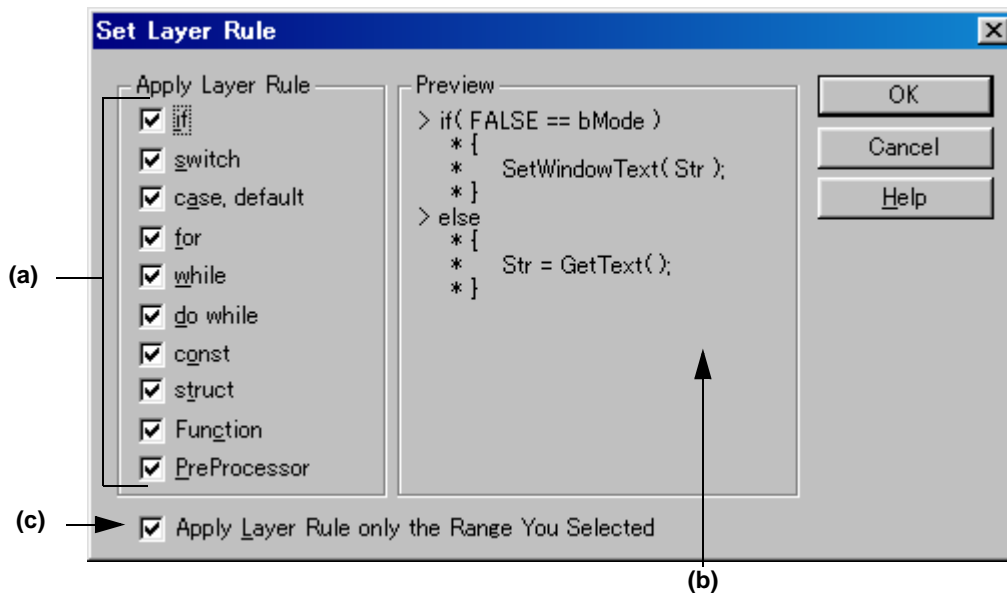 Set Layer Rule
Apply Layer Rule
if
switch
case, default
for
while
do while
const
struct
Function
PreProcessor
Preview
> if( FALSE == bMode )
* {
* SetWindowText( Str );
* }
> else
* {
* Str = GetText( );
* }
OK
Cancel
Help
Apply Layer Rule only the Range You Selected
(a)
(c)
(b)